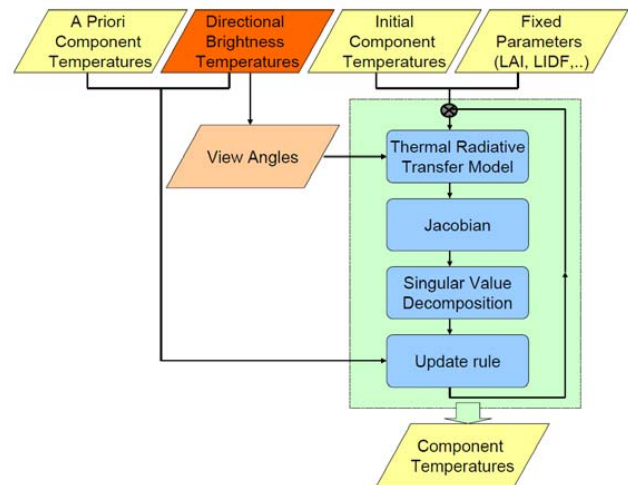 A Priori
Component
Temperatures
Directional
Brightness
Temperatures
Initial
Component
Temperatures
Fixed
Parameters
(LAI, LIDF,..)
View Angles
Thermal Radiative
Transfer Model
Jacobian
Singular Value
Decomposition
Update rule
Component
Temperatures